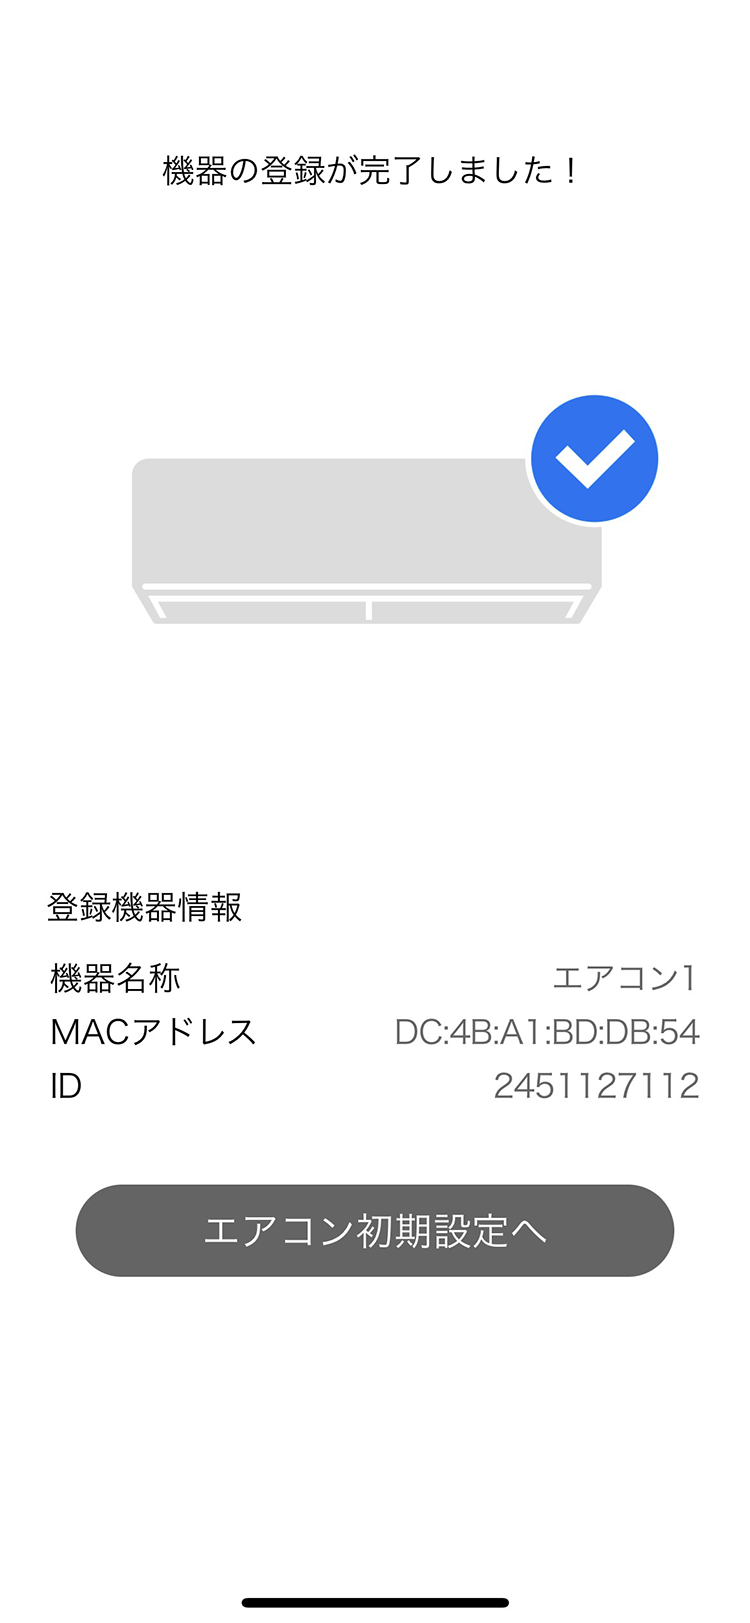 機器の登録が完了しました！
登録機器情報
機器名称 エアコン1
MACアドレス DC:4B:A1:BD:DB:54
ID 2451127112
エアコン初期設定へ